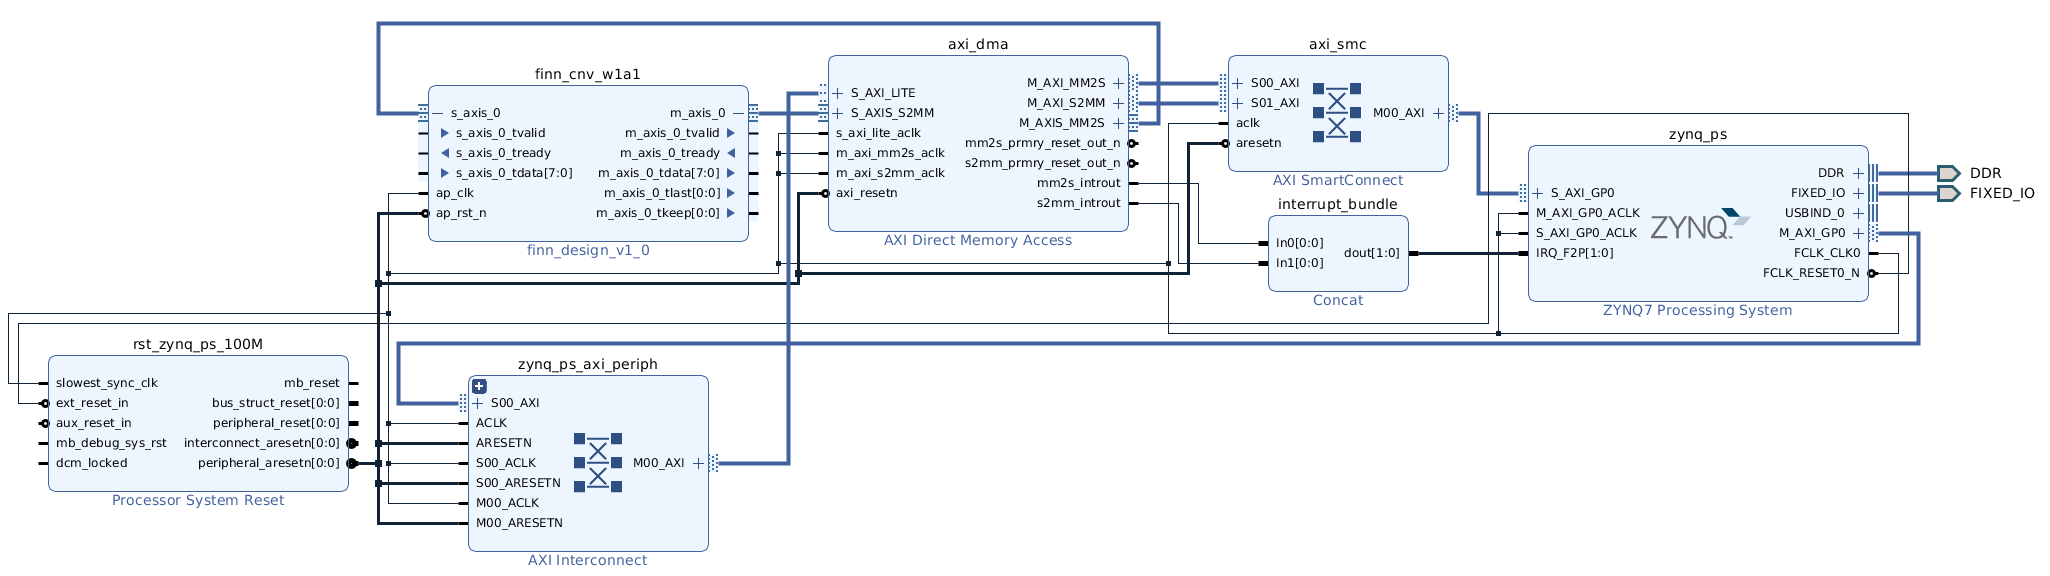 finn_cnv_w1a1
s_axis_0
s_axis_0_tvalid
s_axis_0_tready
s_axis_0_tdata[7:0]
ap_clk
ap_rst_n
m_axis_0
m_axis_0_tvalid
m_axis_0_tready
m_axis_0_tdata[7:0]
m_axis_0_tlast[0:0]
m_axis_0_tkeep[0:0]
finn_design_v1_0
axi_dma
S_AXI_LITE
S_AXIS_S2MM
s_axi_lite_aclk
m_axi_mm2s_aclk
m_axi_s2mm_aclk
axi_resetn
M_AXI_MM2S
M_AXI_S2MM
M_AXIS_MM2S
mm2s_prmry_reset_out_n
s2mm_prmry_reset_out_n
mm2s_introut
s2mm_introut
AXI Direct Memory Access
axi_smc
S00_AXI
S01_AXI
aclk
aresetn
M00_AXI
AXI SmartConnect
interrupt_bundle
In0[0:0]
In1[0:0]
dout[1:0]
Concat
zynq_ps
S_AXI_GP0
M_AXI_GP0_ACLK
S_AXI_GP0_ACLK
IRQ_F2P[1:0]
ZYNQ
DDR
FIXED_IO
USBIND_0
M_AXI_GP0
FCLK_CLK0
FCLK_RESET0_N
ZYNQ7 Processing System
DDR
FIXED_IO
rst_zynq_ps_100M
slowest_sync_clk
ext_reset_in
aux_reset_in
mb_debug_sys_rst
dcm_locked
mb_reset
bus_struct_reset[0:0]
peripheral_reset[0:0]
interconnect_aresetn[0:0]
peripheral_aresetn[0:0]
Processor System Reset
zynq_ps_axi_periph
S00_AXI
ACLK
ARESETN
S00_ACLK
S00_ARESETN
M00_ACLK
M00_ARESETN
M00_AXI
AXI Interconnect